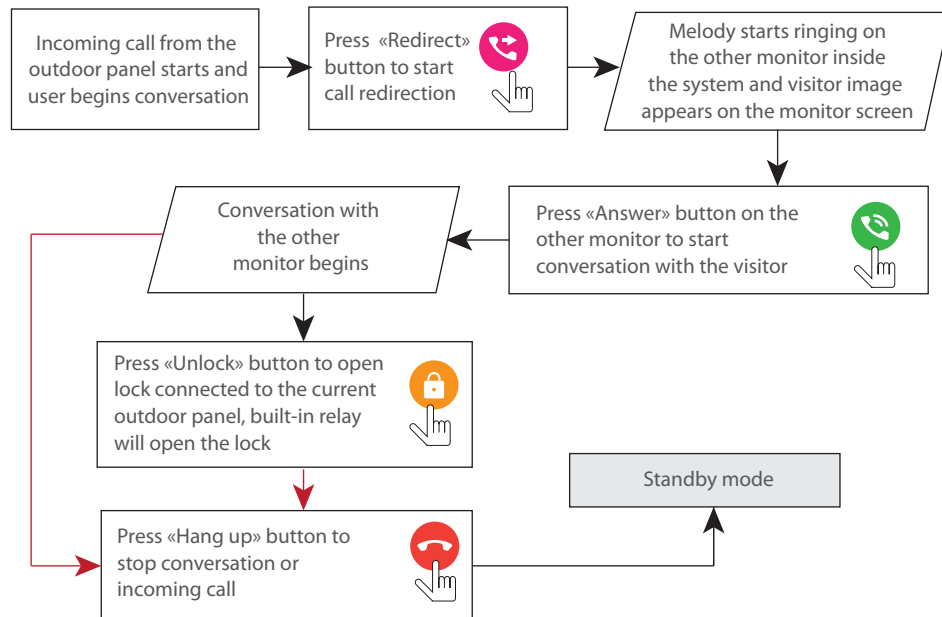 Incoming call from the
outdoor panel starts and
user begins conversation
Press «Redirect»
button to start
call redirection
Melody starts ringing on
the other monitor inside
the system and visitor image
appears on the monitor screen
Press «Answer» button on the
other monitor to start
conversation with the visitor
Conversation with
the other
monitor begins
Press «Unlock» button to open
lock connected to the current
outdoor panel, built-in relay
will open the lock
Press «Hang up» button to
stop conversation or
incoming call
Standby mode